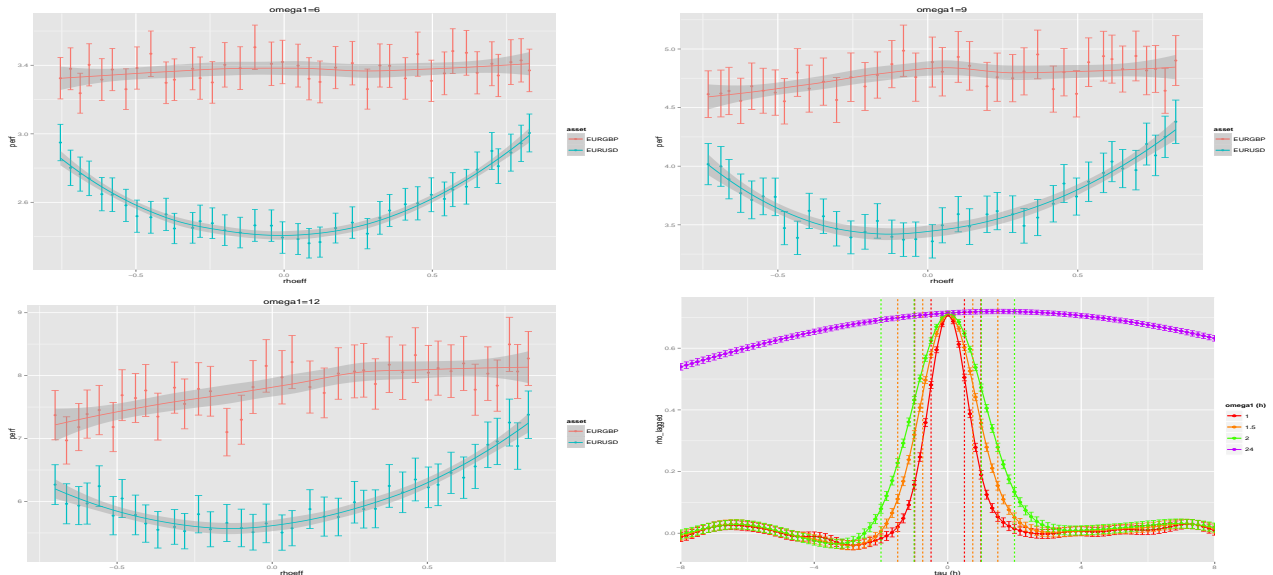 omega1=6
perf
3.4
3.0
2.6
−0.5
0.0
0.5
rhoeff
asset
EURGBP
EURUSD
omega1=9
perf
5.0
4.5
4.0
3.5
−0.5
0.0
0.5
rhoeff
asset
EURGBP
EURUSD
omega1=12
perf
9
8
7
6
−0.5
0.0
0.5
rhoeff
asset
EURGBP
EURUSD
rho_lagged
0.6
0.4
0.2
0.0
−8
−4
0
4
8
tau (h)
omega1 (h)
1
1.5
2
24